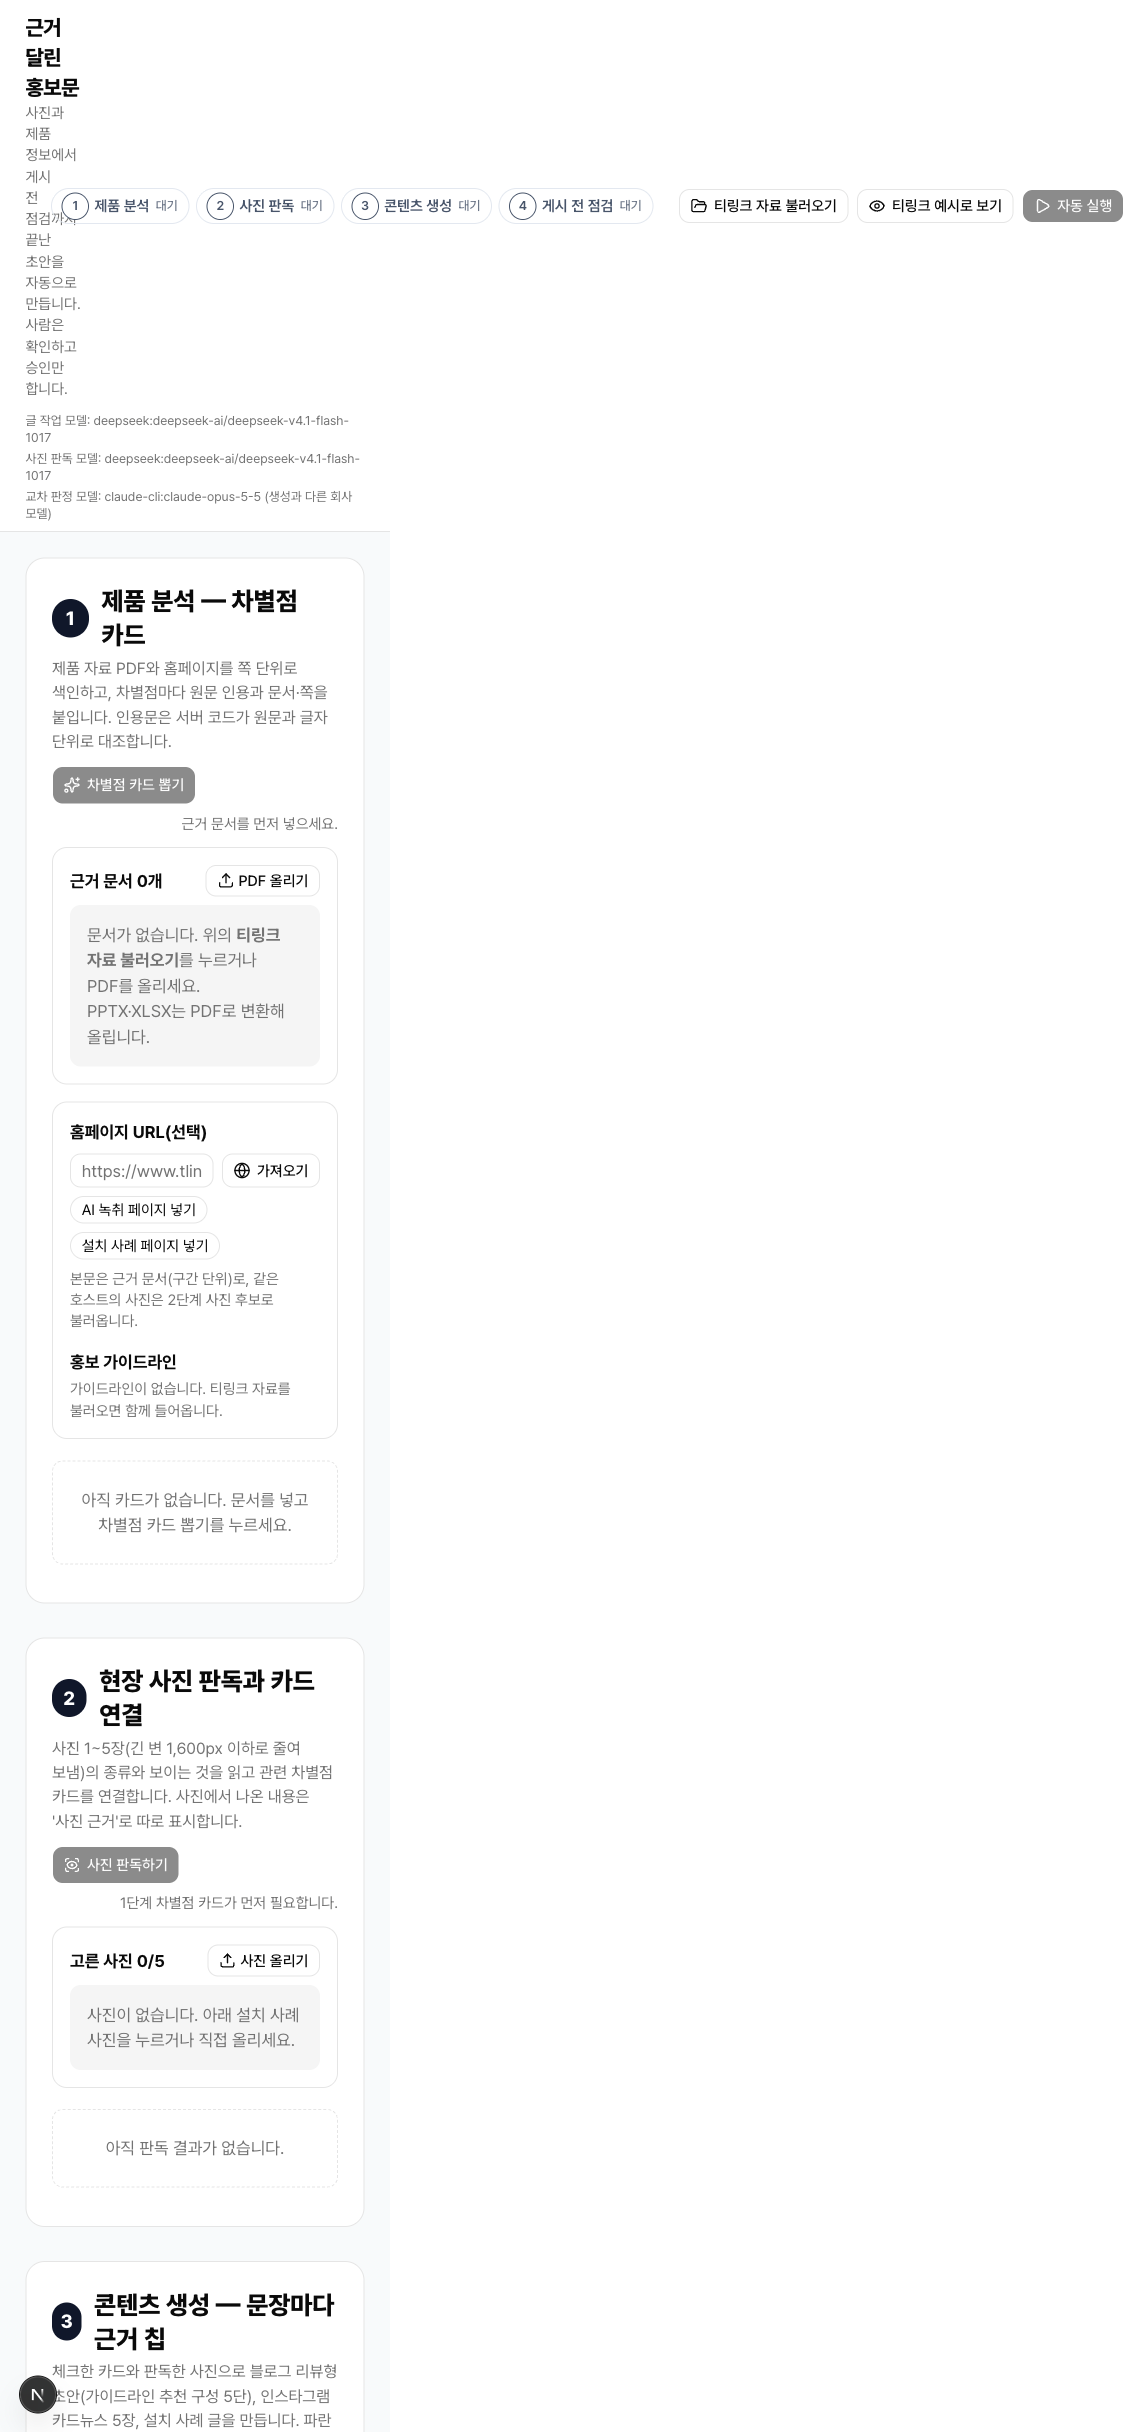 근거
달린
홍보문
사진과
제품
정보에서
게시
전
점검까지
끝난
초안을
자동으로
만듭니다.
사람은
확인하고
승인만
합니다.
1 제품 분석 대기
2 사진 판독 대기
3 콘텐츠 생성 대기
4 게시 전 점검 대기
티링크 자료 불러오기
티링크 예시로 보기
자동 실행
글 작업 모델: deepseek:deepseek-ai/deepseek-v4.1-flash-
1017
사진 판독 모델: deepseek:deepseek-ai/deepseek-v4.1-flash-
1017
교차 판정 모델: claude-cli:claude-opus-5-5 (생성과 다른 회사
모델)
1
제품 분석 — 차별점
카드
제품 자료 PDF와 홈페이지를 쪽 단위로
색인하고, 차별점마다 원문 인용과 문서·쪽을
붙입니다. 인용문은 서버 코드가 원문과 글자
단위로 대조합니다.
차별점 카드 뽑기
근거 문서를 먼저 넣으세요.
근거 문서 0개
PDF 올리기
문서가 없습니다. 위의 티링크
자료 불러오기를 누르거나
PDF를 올리세요.
PPTX·XLSX는 PDF로 변환해
올립니다.
홈페이지 URL(선택)
https://www.tlin
가져오기
AI 녹취 페이지 넣기
설치 사례 페이지 넣기
본문은 근거 문서(구간 단위)로, 같은
호스트의 사진은 2단계 사진 후보로
불러옵니다.
홍보 가이드라인
가이드라인이 없습니다. 티링크 자료를
불러오면 함께 들어옵니다.
아직 카드가 없습니다. 문서를 넣고
차별점 카드 뽑기를 누르세요.
2
현장 사진 판독과 카드
연결
사진 1~5장(긴 변 1,600px 이하로 줄여
보냄)의 종류와 보이는 것을 읽고 관련 차별점
카드를 연결합니다. 사진에서 나온 내용은
'사진 근거'로 따로 표시합니다.
사진 판독하기
1단계 차별점 카드가 먼저 필요합니다.
고른 사진 0/5
사진 올리기
사진이 없습니다. 아래 설치 사례
사진을 누르거나 직접 올리세요.
아직 판독 결과가 없습니다.
3
콘텐츠 생성 — 문장마다
근거 칩
체크한 카드와 판독한 사진으로 블로그 리뷰형
초안(가이드라인 추천 구성 5단), 인스타그램
카드뉴스 5장, 설치 사례 글을 만듭니다. 파란
N